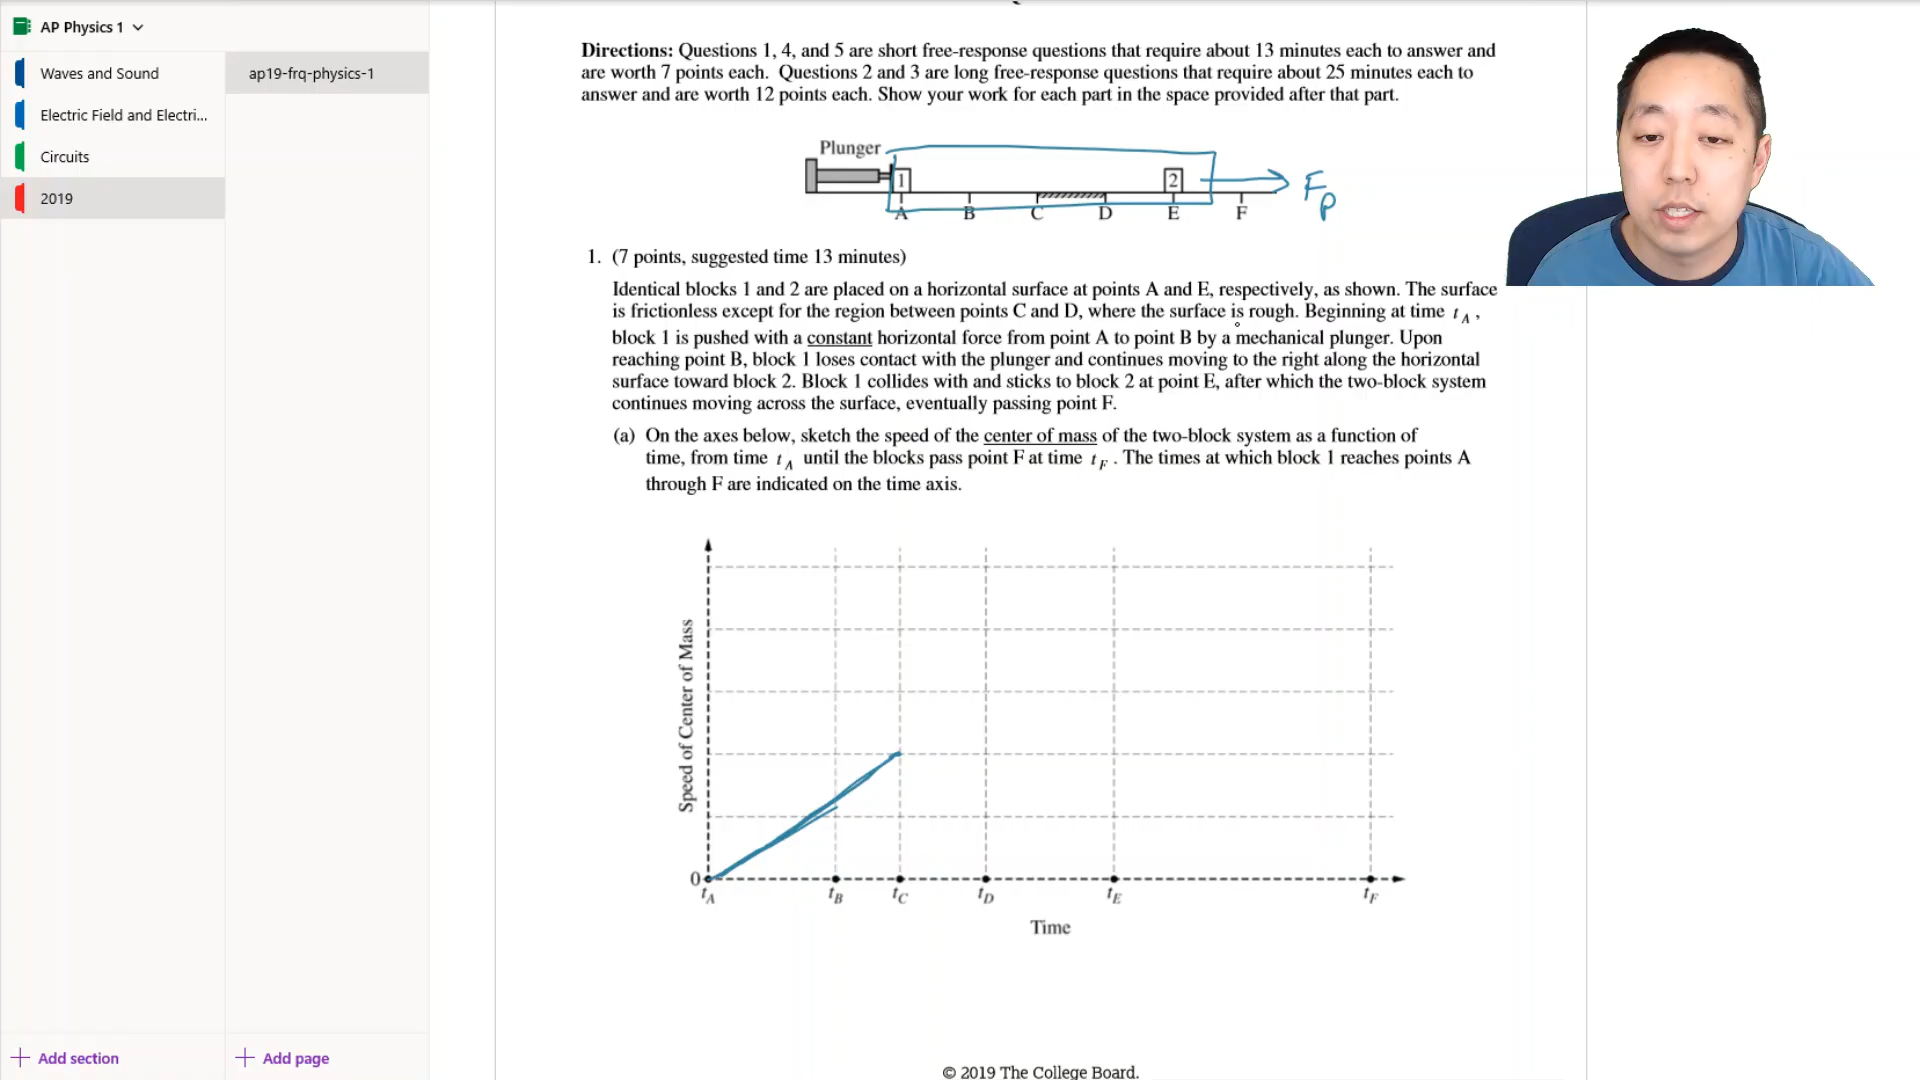 AP Physics 1
Waves and Sound
Electric Field and Electri...
Circuits
2019
ap19-frq-physics-1
Add section
Add page
Directions: Questions 1, 4, and 5 are short free-response questions that require about 13 minutes each to answer and
are worth 7 points each. Questions 2 and 3 are long free-response questions that require about 25 minutes each to
answer and are worth 12 points each. Show your work for each part in the space provided after that part.
Plunger
1
2
A B C D E F
F_P
1. (7 points, suggested time 13 minutes)
Identical blocks 1 and 2 are placed on a horizontal surface at points A and E, respectively, as shown. The surface
is frictionless except for the region between points C and D, where the surface is rough. Beginning at time t_A,
block 1 is pushed with a constant horizontal force from point A to point B by a mechanical plunger. Upon
reaching point B, block 1 loses contact with the plunger and continues moving to the right along the horizontal
surface toward block 2. Block 1 collides with and sticks to block 2 at point E, after which the two-block system
continues moving across the surface, eventually passing point F.
(a) On the axes below, sketch the speed of the center of mass of the two-block system as a function of
time, from time t_A until the blocks pass point F at time t_F. The times at which block 1 reaches points A
through F are indicated on the time axis.
Speed of Center of Mass
0
t_A t_B t_C t_D t_E t_F
Time
© 2019 The College Board.